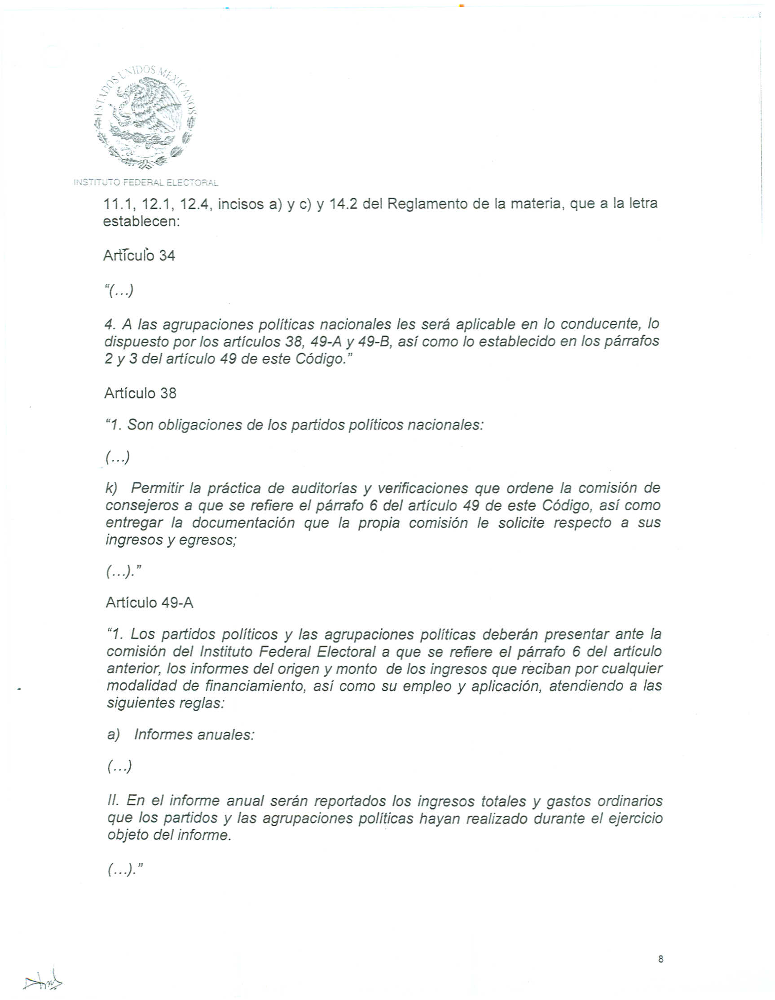 ESTADOS UNIDOS MEXICANOS
INSTITUTO FEDERAL ELECTORAL
11.1, 12.1, 12.4, incisos a) y c) y 14.2 del Reglamento de la materia, que a la letra
establecen:
Artículo 34
“(...)
4. A las agrupaciones políticas nacionales les será aplicable en lo conducente, lo
dispuesto por los artículos 38, 49-A y 49-B, así como lo establecido en los párrafos
2 y 3 del artículo 49 de este Código.”
Artículo 38
“1. Son obligaciones de los partidos políticos nacionales:
(...)
k) Permitir la práctica de auditorías y verificaciones que ordene la comisión de
consejeros a que se refiere el párrafo 6 del artículo 49 de este Código, así como
entregar la documentación que la propia comisión le solicite respecto a sus
ingresos y egresos;
(...).”
Artículo 49-A
“1. Los partidos políticos y las agrupaciones políticas deberán presentar ante la
comisión del Instituto Federal Electoral a que se refiere el párrafo 6 del artículo
anterior, los informes del origen y monto de los ingresos que reciban por cualquier
modalidad de financiamiento, así como su empleo y aplicación, atendiendo a las
siguientes reglas:
a) Informes anuales:
(...)
II. En el informe anual serán reportados los ingresos totales y gastos ordinarios
que los partidos y las agrupaciones políticas hayan realizado durante el ejercicio
objeto del informe.
(...).”
8